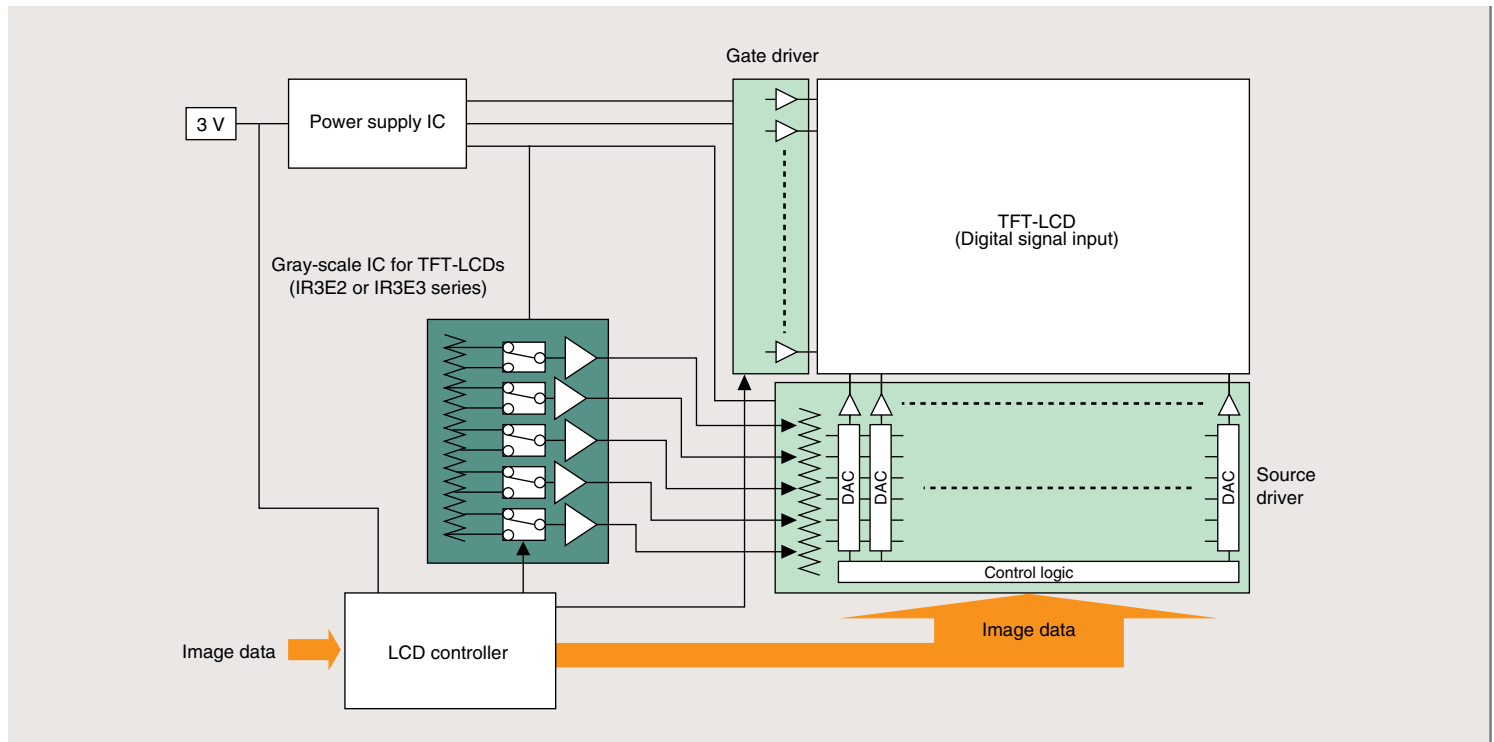 Gate driver
3 V
Power supply IC
TFT-LCD
(Digital signal input)
Gray-scale IC for TFT-LCDs
(IR3E2 or IR3E3 series)
DAC
DAC
DAC
Source
driver
Control logic
Image data
Image data
LCD controller